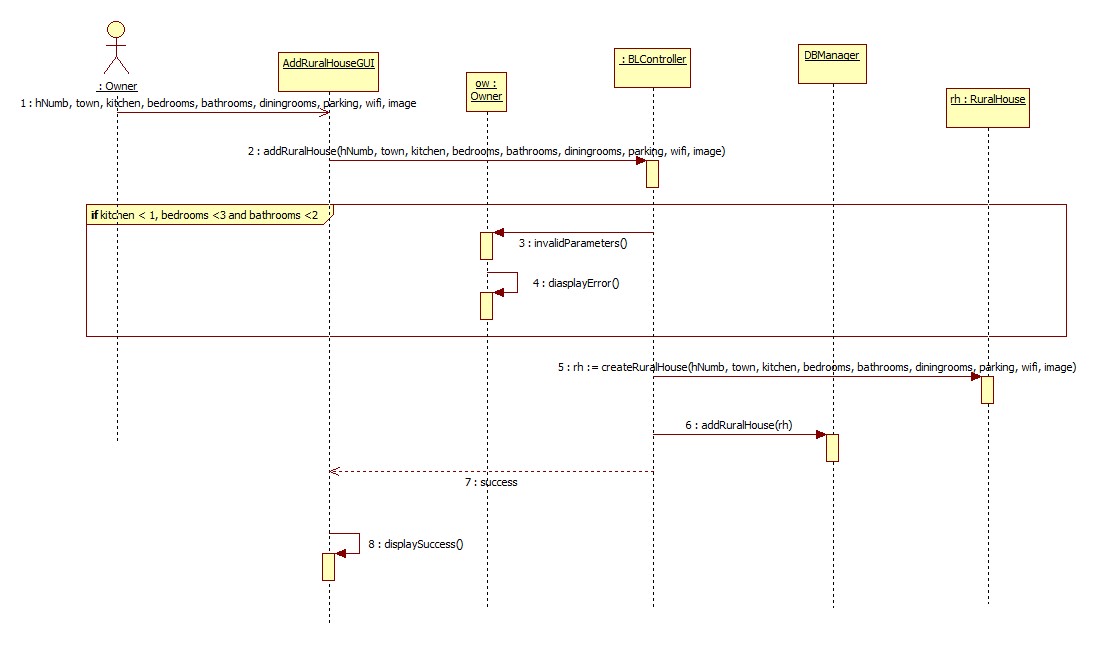 : Owner
AddRuralHouseGUI
ow :
Owner
: BLController
DBManager
rh : RuralHouse
1 : hNumb, town, kitchen, bedrooms, bathrooms, diningrooms, parking, wifi, image
2 : addRuralHouse(hNumb, town, kitchen, bedrooms, bathrooms, diningrooms, parking, wifi, image)
if kitchen < 1, bedrooms <3 and bathrooms <2
3 : invalidParameters()
4 : diasplayError()
5 : rh := createRuralHouse(hNumb, town, kitchen, bedrooms, bathrooms, diningrooms, parking, wifi, image)
6 : addRuralHouse(rh)
7 : success
8 : displaySuccess()